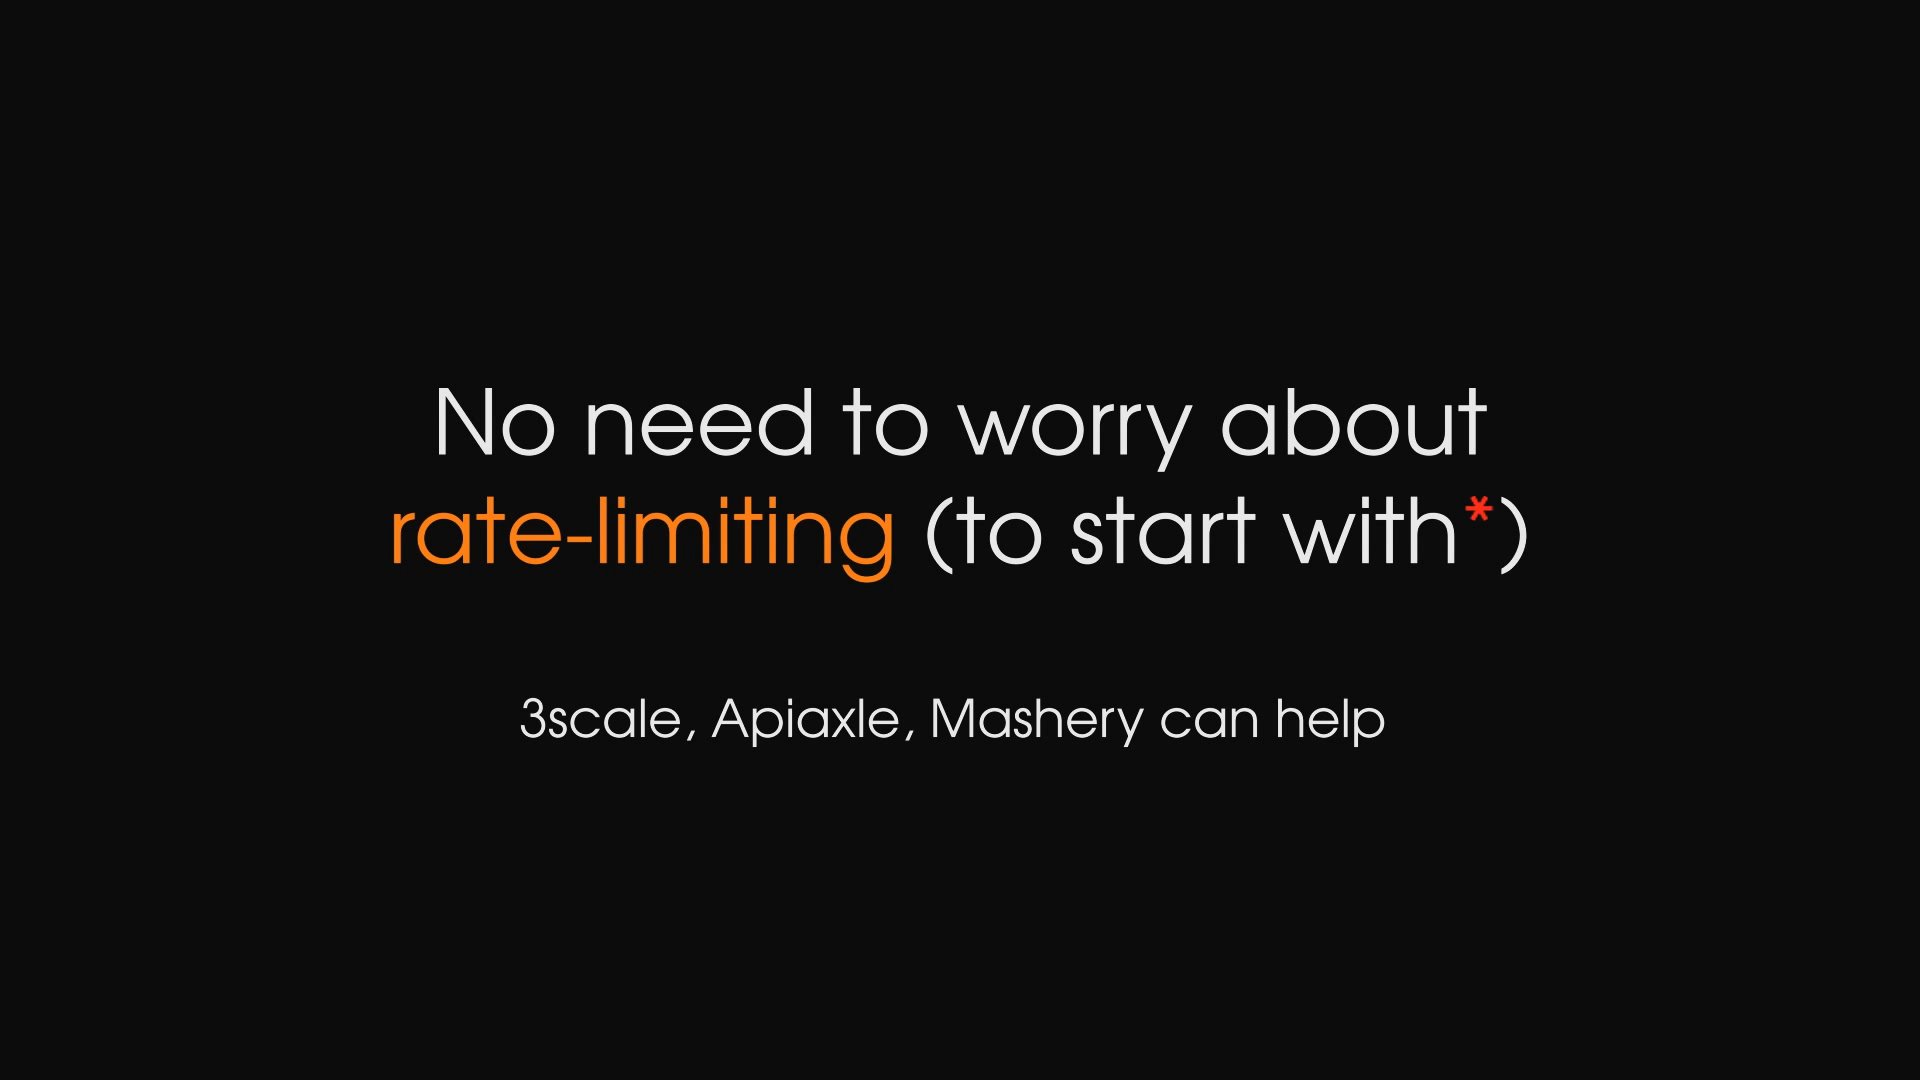 No need to worry about
rate-limiting (to start with*)
3scale, Apiaxle, Mashery can help